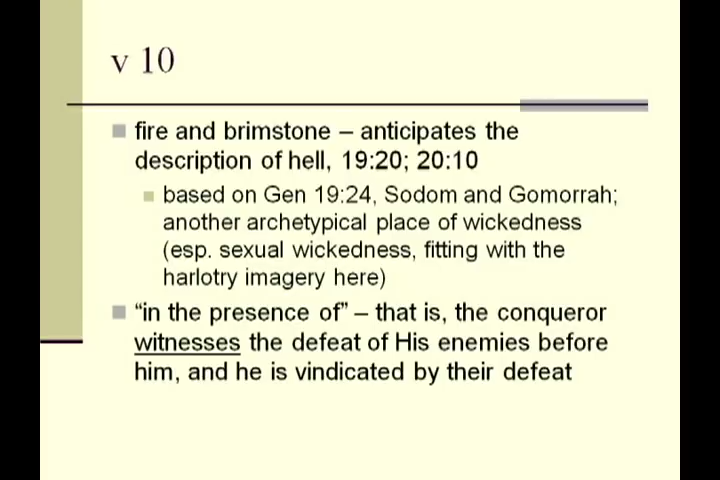 v 10
fire and brimstone – anticipates the
description of hell, 19:20; 20:10
based on Gen 19:24, Sodom and Gomorrah;
another archetypical place of wickedness
(esp. sexual wickedness, fitting with the
harlotry imagery here)
“in the presence of” – that is, the conqueror
witnesses the defeat of His enemies before
him, and he is vindicated by their defeat